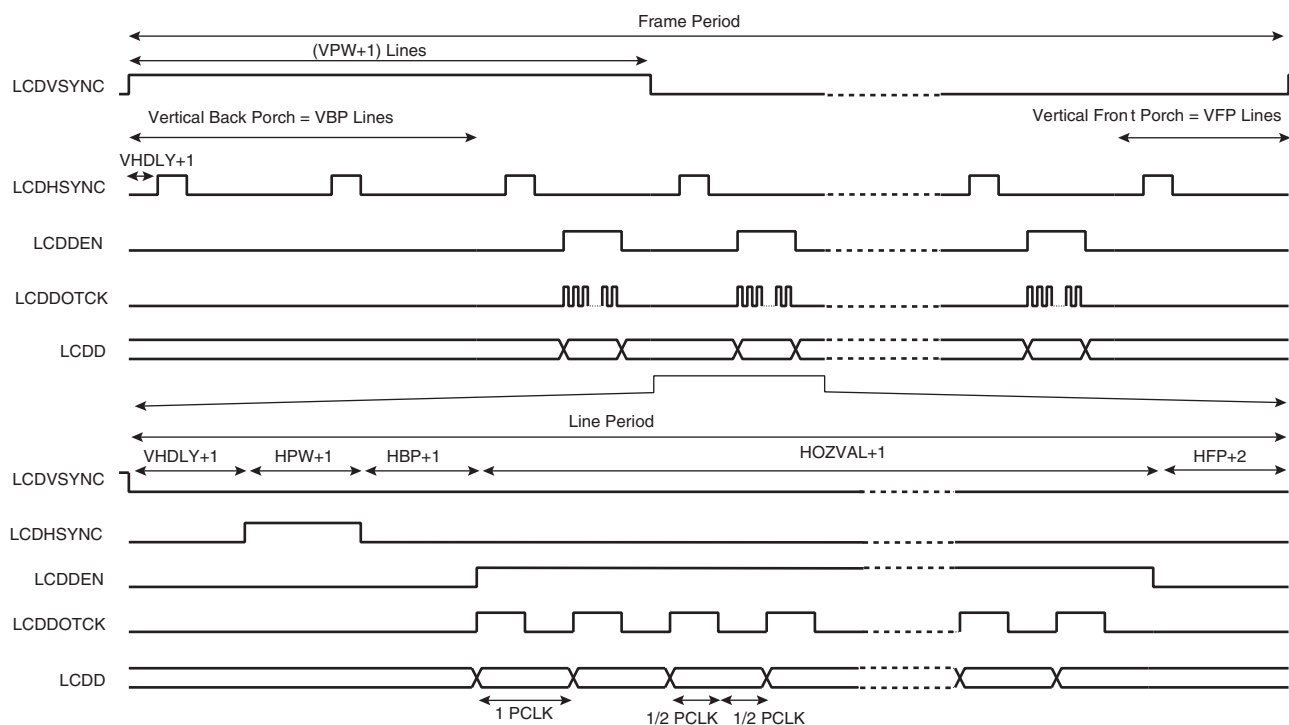 Frame Period
(VPW+1) Lines
LCDVSYNC
Vertical Back Porch = VBP Lines
Vertical Front Porch = VFP Lines
VHDLY+1
LCDHSYNC
LCDDEN
LCDDOTCK
LCDD
Line Period
VHDLY+1 HPW+1 HBP+1 HOZVAL+1 HFP+2
LCDVSYNC
LCDHSYNC
LCDDEN
LCDDOTCK
LCDD
1 PCLK 1/2 PCLK 1/2 PCLK